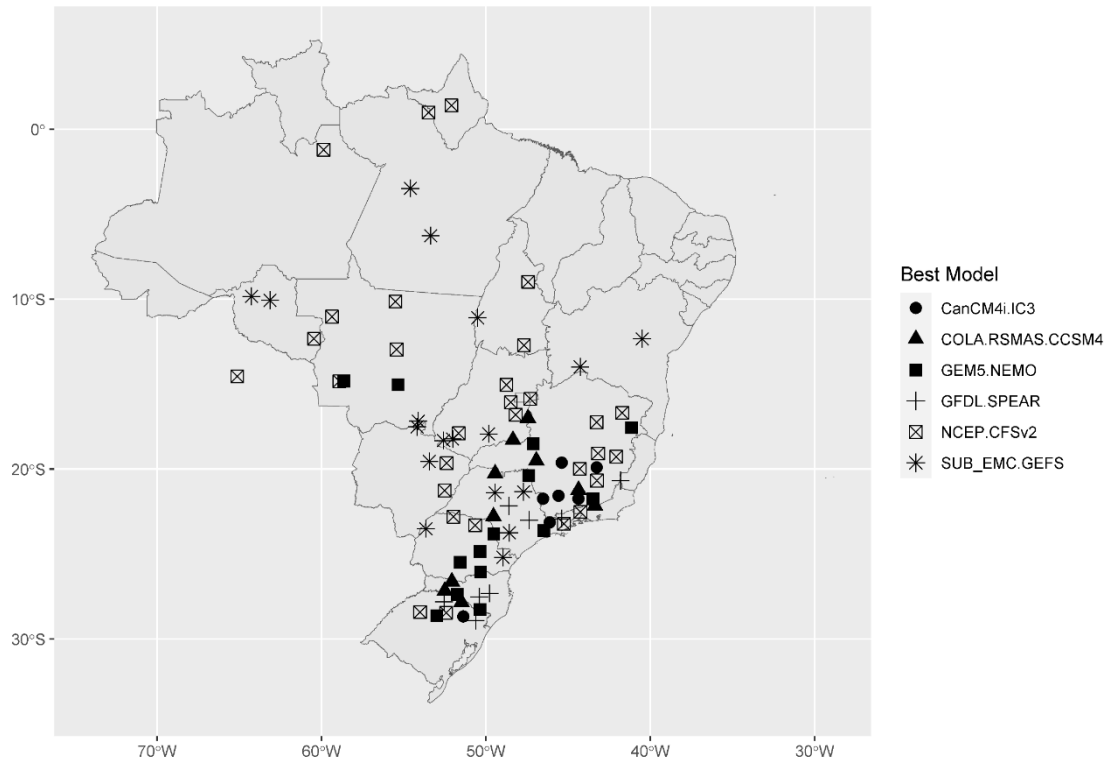 0°
10°S
20°S
30°S
70°W
60°W
50°W
40°W
30°W
Best Model
CanCM4i.IC3
COLA.RSMAS.CCSM4
GEM5.NEMO
GFDL.SPEAR
NCEP.CFSv2
SUB_EMC.GEFS